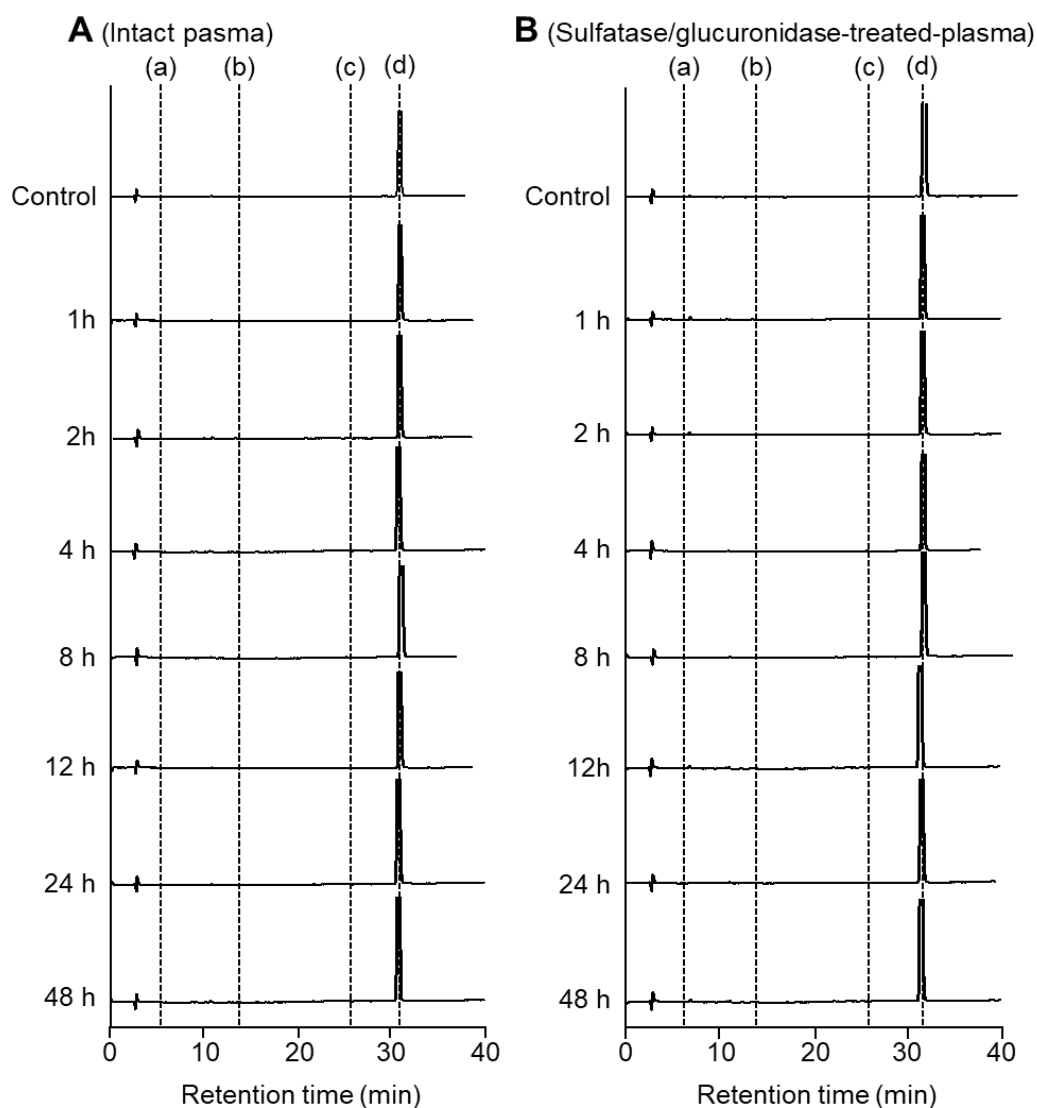 A (Intact pasma)
(a) (b) (c) (d)
Control
1h
2h
4 h
8 h
12 h
24 h
48 h
0 10 20 30 40
Retention time (min)
B (Sulfatase/glucuronidase-treated-plasma)
(a) (b) (c) (d)
Control
1 h
2 h
4 h
8 h
12h
24 h
48 h
0 10 20 30 40
Retention time (min)